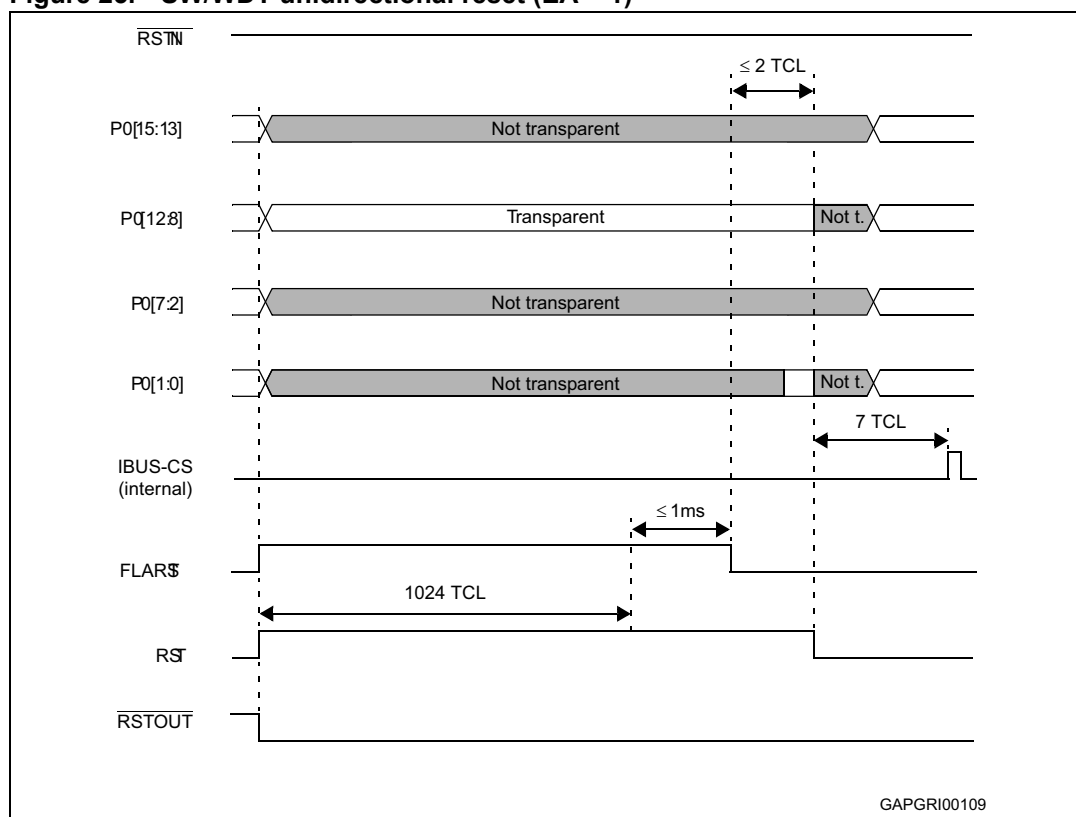 RSTIN
≤ 2 TCL
P0[15:13]
Not transparent
P0[12:8]
Transparent
Not t.
P0[7:2]
Not transparent
P0[1:0]
Not transparent
Not t.
7 TCL
IBUS-CS
(internal)
≤ 1ms
FLARST
1024 TCL
RST
RSTOUT
GAPGRI00109